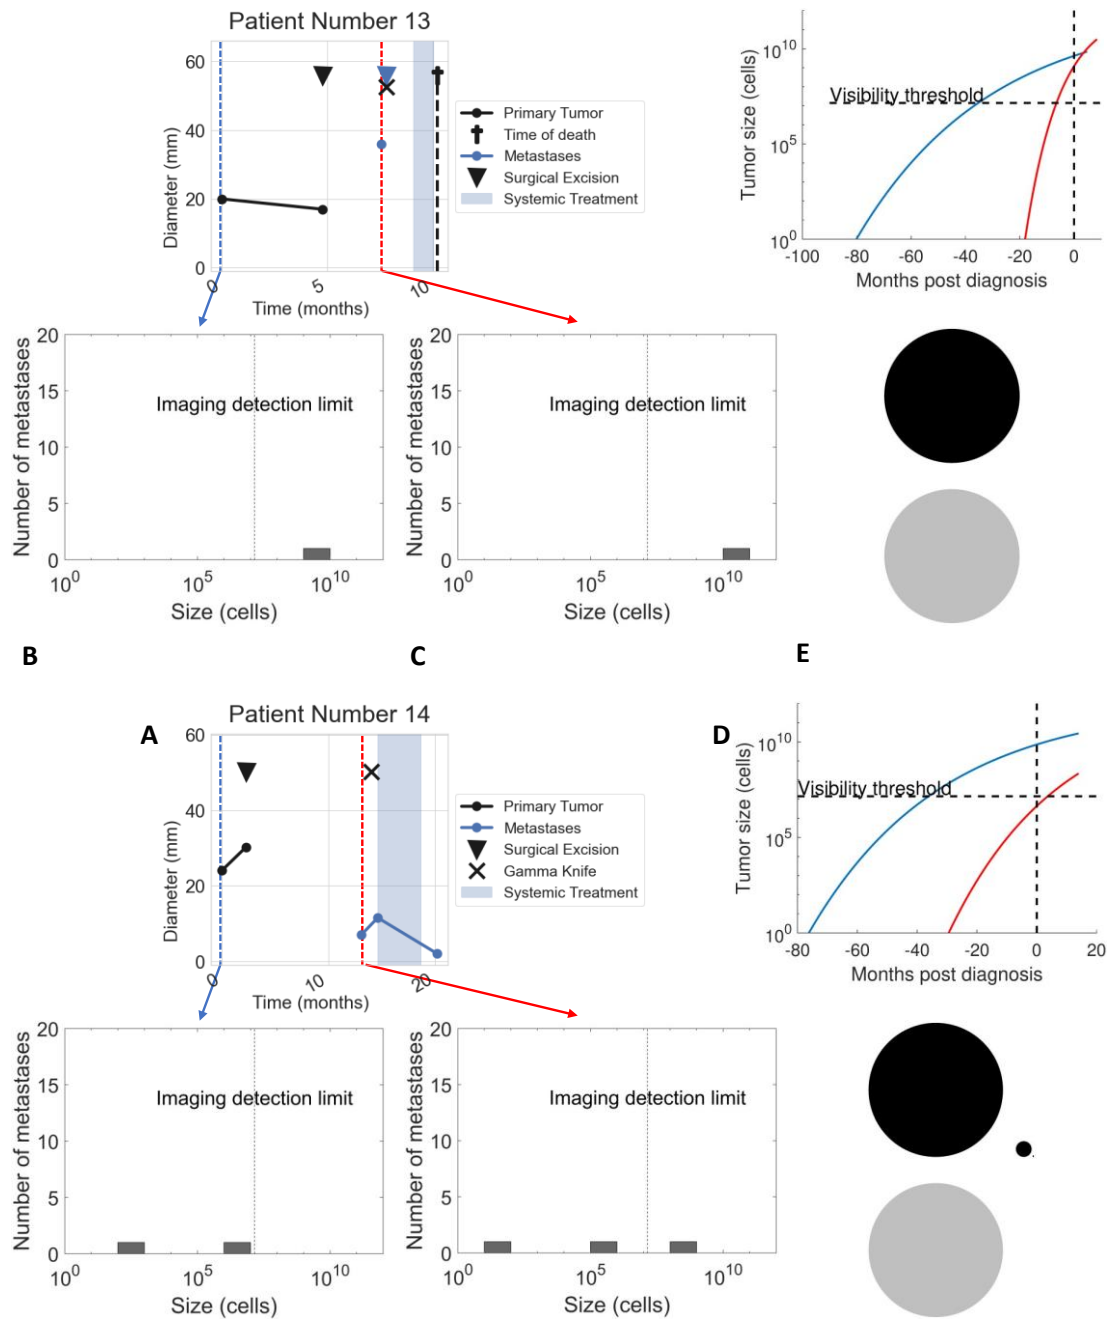 Patient Number 13
60
40
20
0
Diameter (mm)
0
5
10
Time (months)
Primary Tumor
Time of death
Metastases
Surgical Excision
Systemic Treatment
10^10
10^5
10^0
Tumor size (cells)
Visibility threshold
-100 -80 -60 -40 -20 0
Months post diagnosis
20
15
10
5
0
Number of metastases
Imaging detection limit
10^0 10^5 10^10
Size (cells)
20
15
10
5
0
Number of metastases
Imaging detection limit
10^0 10^5 10^10
Size (cells)
B
C
E
Patient Number 14
A
D
60
40
20
0
Diameter (mm)
0
10
20
Time (months)
Primary Tumor
Metastases
Surgical Excision
Gamma Knife
Systemic Treatment
10^10
10^5
10^0
Tumor size (cells)
Visibility threshold
-80 -60 -40 -20 0 20
Months post diagnosis
20
15
10
5
0
Number of metastases
Imaging detection limit
10^0 10^5 10^10
Size (cells)
20
15
10
5
0
Number of metastases
Imaging detection limit
10^0 10^5 10^10
Size (cells)